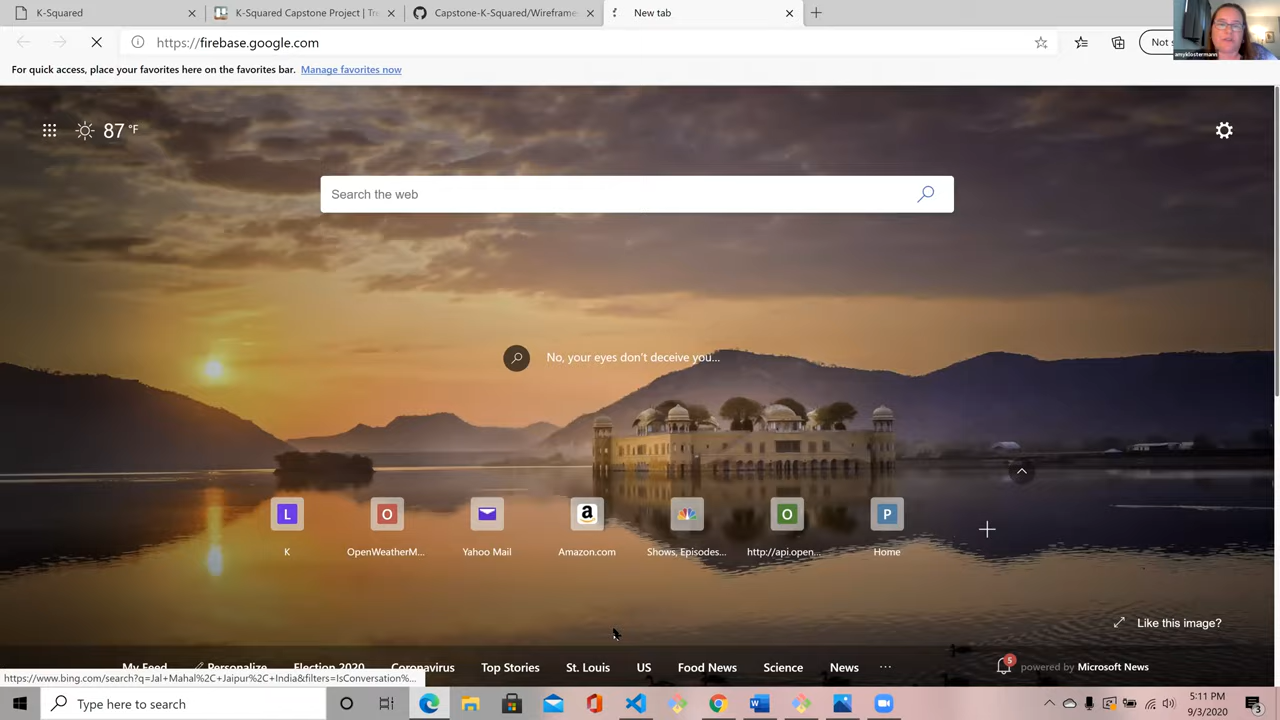 K-Squared
K-Squared Capstone Project | Tr
Capstone-K-Squared/Wireframe
New tab
https://firebase.google.com
Not
amyklostermann
For quick access, place your favorites here on the favorites bar. Manage favorites now
87 °F
Search the web
No, your eyes don't deceive you...
L
O
a
O
P
K
OpenWeatherM...
Yahoo Mail
Amazon.com
Shows, Episodes...
http://api.open...
Home
Like this image?
My Feed
Personalize
Election 2020
Coronavirus
Top Stories
St. Louis
US
Food News
Science
News
...
5
powered by Microsoft News
https://www.bing.com/search?q=Jal+Mahal%2C+Jaipur%2C+India&filters=IsConversation%...
Type here to search
5:11 PM
9/3/2020
3